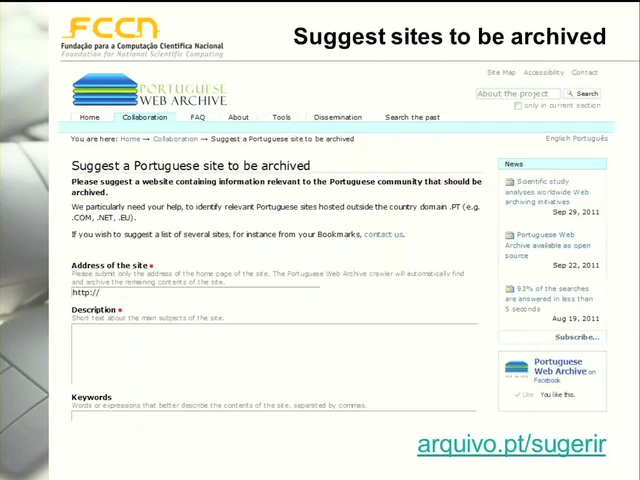 FCCN
Fundação para a Computação Científica Nacional
Foundation for National Scientific Computing
Suggest sites to be archived
Site Map Accessibility Contact
PORTUGUESE
WEB ARCHIVE
About the project Search
only in current section
Home Collaboration FAQ About Tools Dissemination Search the past
You are here: Home → Collaboration → Suggest a Portuguese site to be archived
English Português
Suggest a Portuguese site to be archived
Please suggest a website containing information relevant to the Portuguese community that should be
archived.
We particularly need your help, to identify relevant Portuguese sites hosted outside the country domain .PT (e.g.
.COM, .NET, .EU).
If you wish to suggest a list of several sites, for instance from your Bookmarks, contact us.
Address of the site
Please submit only the address of the home page of the site. The Portuguese Web Archive crawler will automatically find
and archive the remaining contents of the site.
http://
Description
Short text about the main subjects of the site.
Keywords
Words or expressions that better describe the contents of the site, separated by commas.
News
Scientific study
analyses worldwide Web
archiving initiatives
Sep 29, 2011
Portuguese Web
Archive available as open
source
Sep 22, 2011
93% of the searches
are answered in less than
5 seconds
Aug 19, 2011
Subscribe...
Portuguese
Web Archive on
Facebook
Like You like this.
arquivo.pt/sugerir